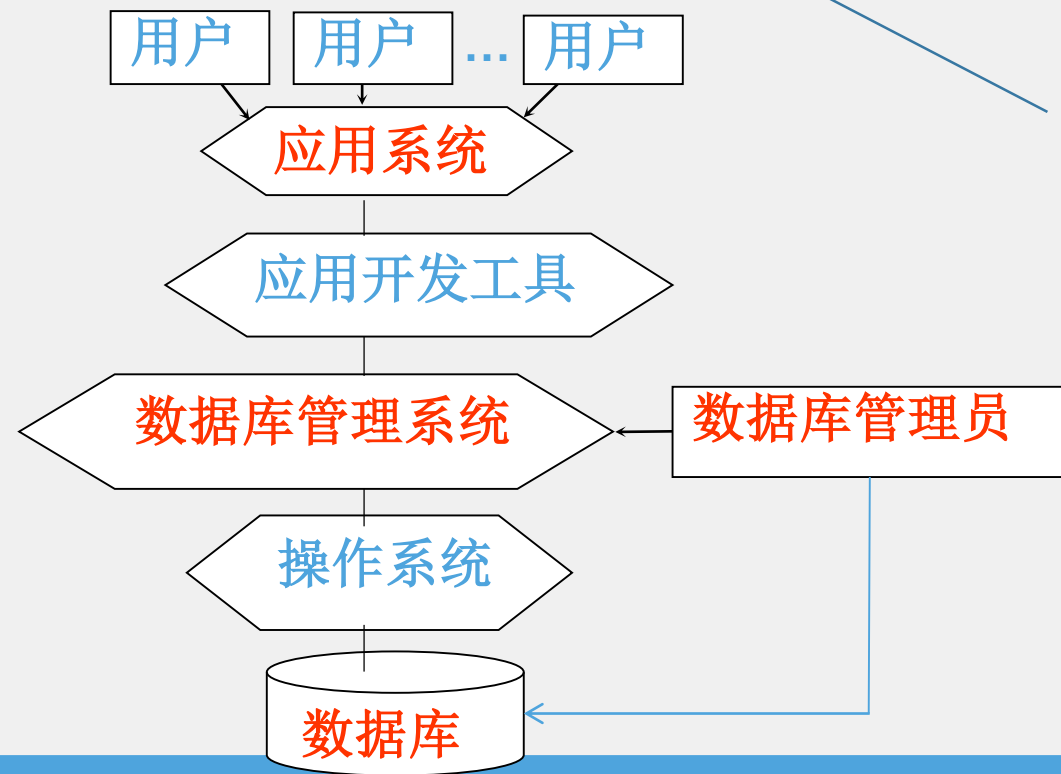 用户 用户 … 用户
应用系统
应用开发工具
数据库管理系统 数据库管理员
操作系统
数据库